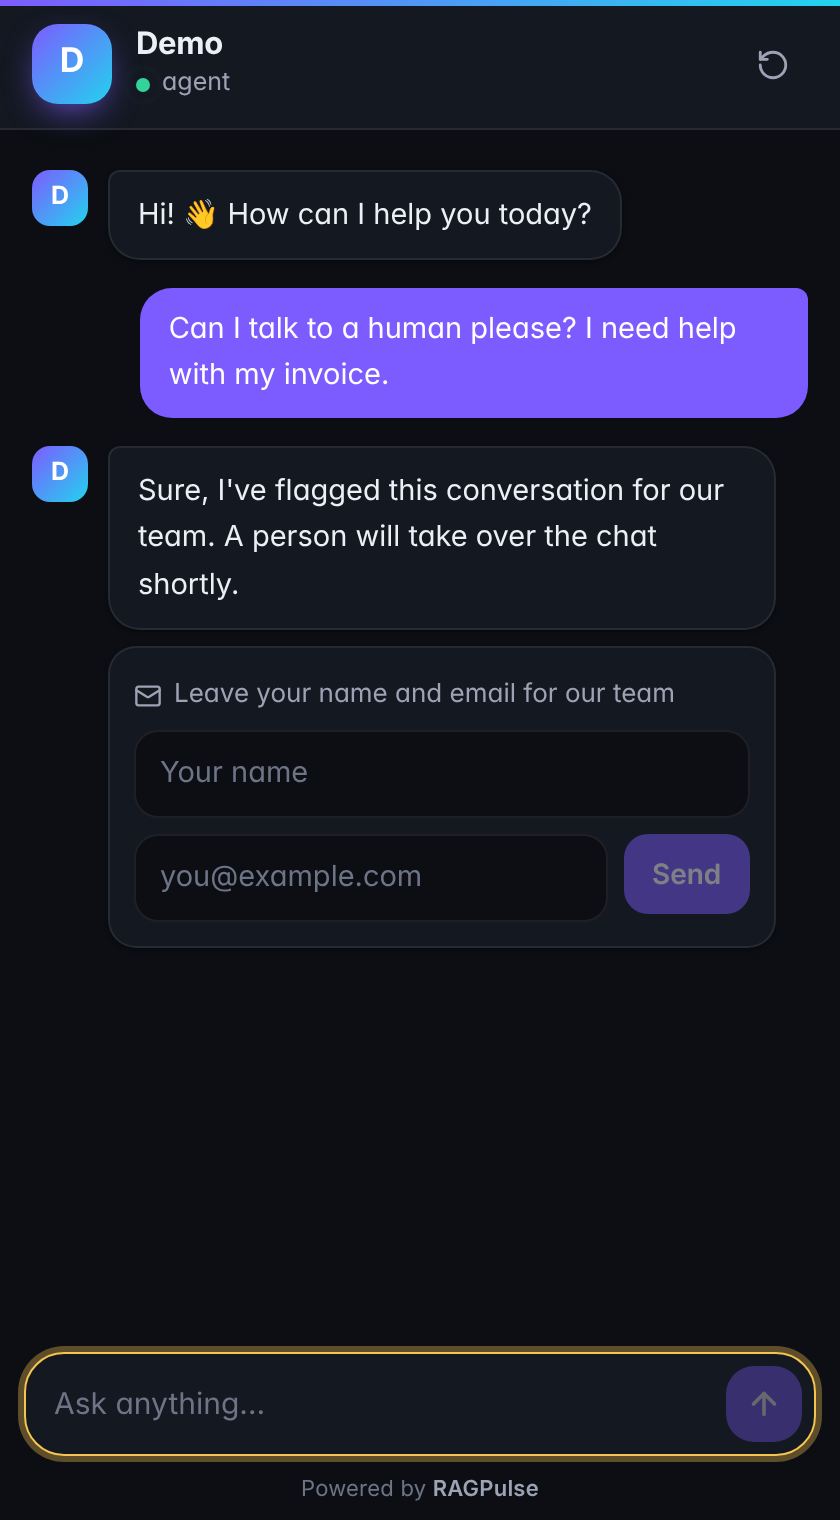 D
Demo
agent
D
Hi! 👋 How can I help you today?
Can I talk to a human please? I need help
with my invoice.
D
Sure, I've flagged this conversation for our
team. A person will take over the chat
shortly.
Leave your name and email for our team
Your name
you@example.com
Send
Ask anything...
Powered by RAGPulse